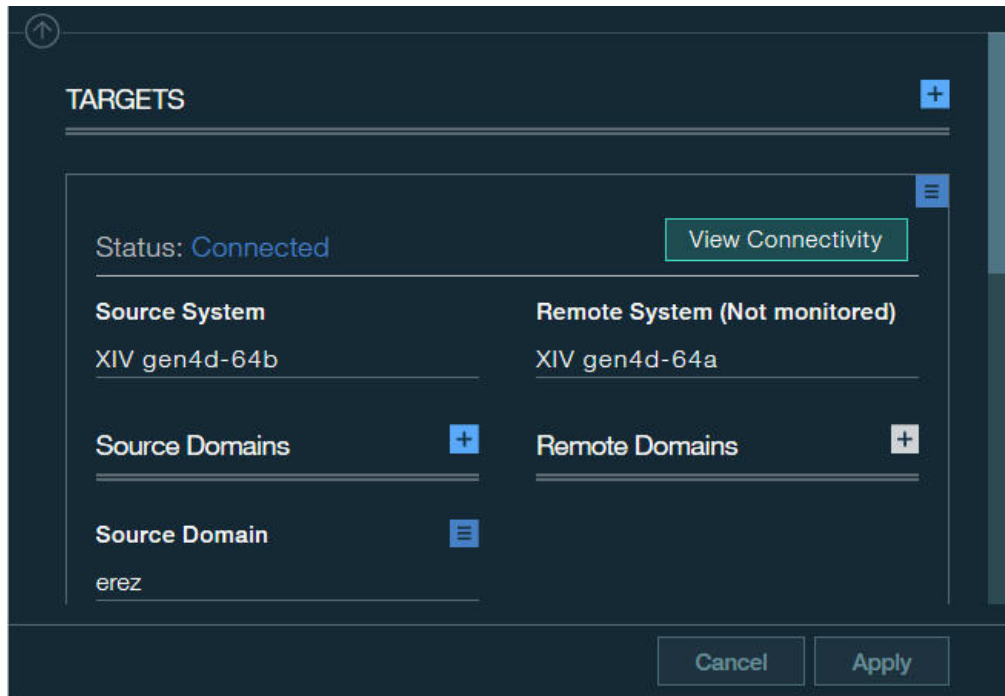 TARGETS
Status: Connected
View Connectivity
Source System
Remote System (Not monitored)
XIV gen4d-64b
XIV gen4d-64a
Source Domains
Remote Domains
Source Domain
erez
Cancel
Apply